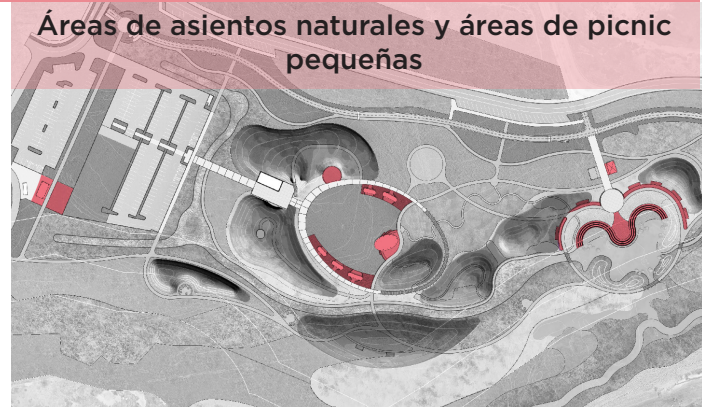 Áreas de asientos naturales y áreas de picnic
pequeñas